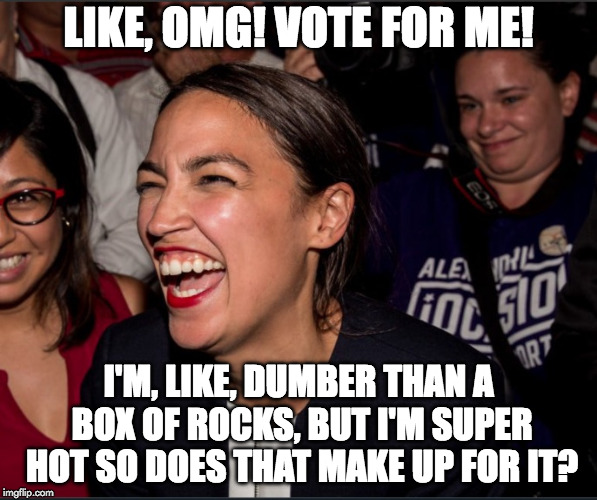 LIKE, OMG! VOTE FOR ME!
ALEX
I'M, LIKE, DUMBER THAN A
BOX OF ROCKS, BUT I'M SUPER
HOT SO DOES THAT MAKE UP FOR IT?
imgflip.com